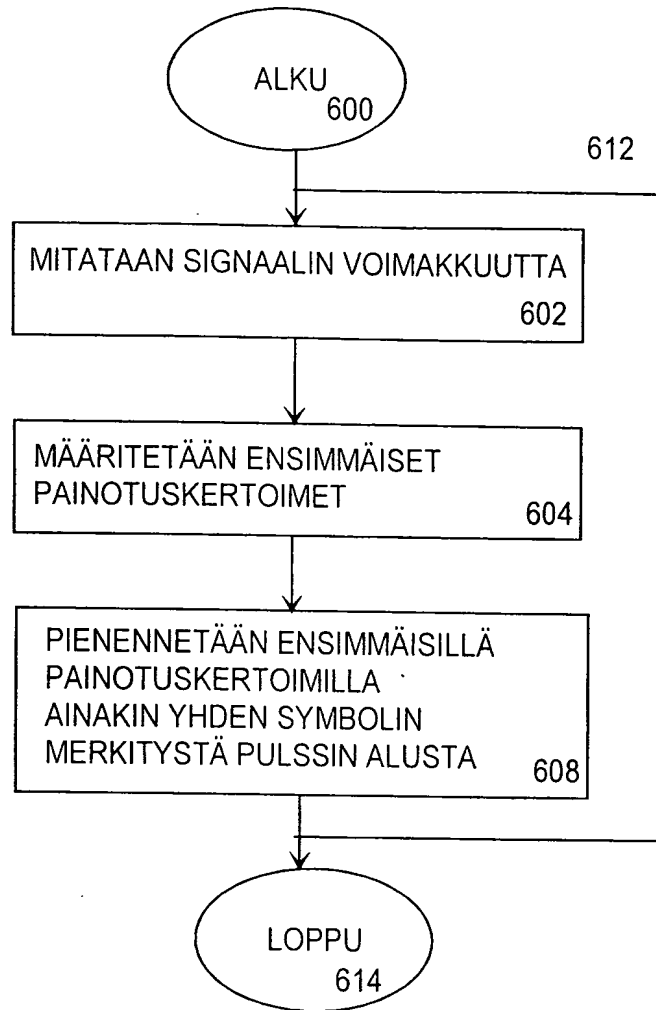 ALKU
600
612
MITATAAN SIGNAALIN VOIMAKKUUTTA
602
MÄÄRITETÄÄN ENSIMMÄISET
PAINOTUSKERTOIMET
604
PIENENNETÄÄN ENSIMMÄISILLÄ
PAINOTUSKERTOIMILLA
AINAKIN YHDEN SYMBOLIN
MERKITYSTÄ PULSSIN ALUSTA
608
LOPPU
614